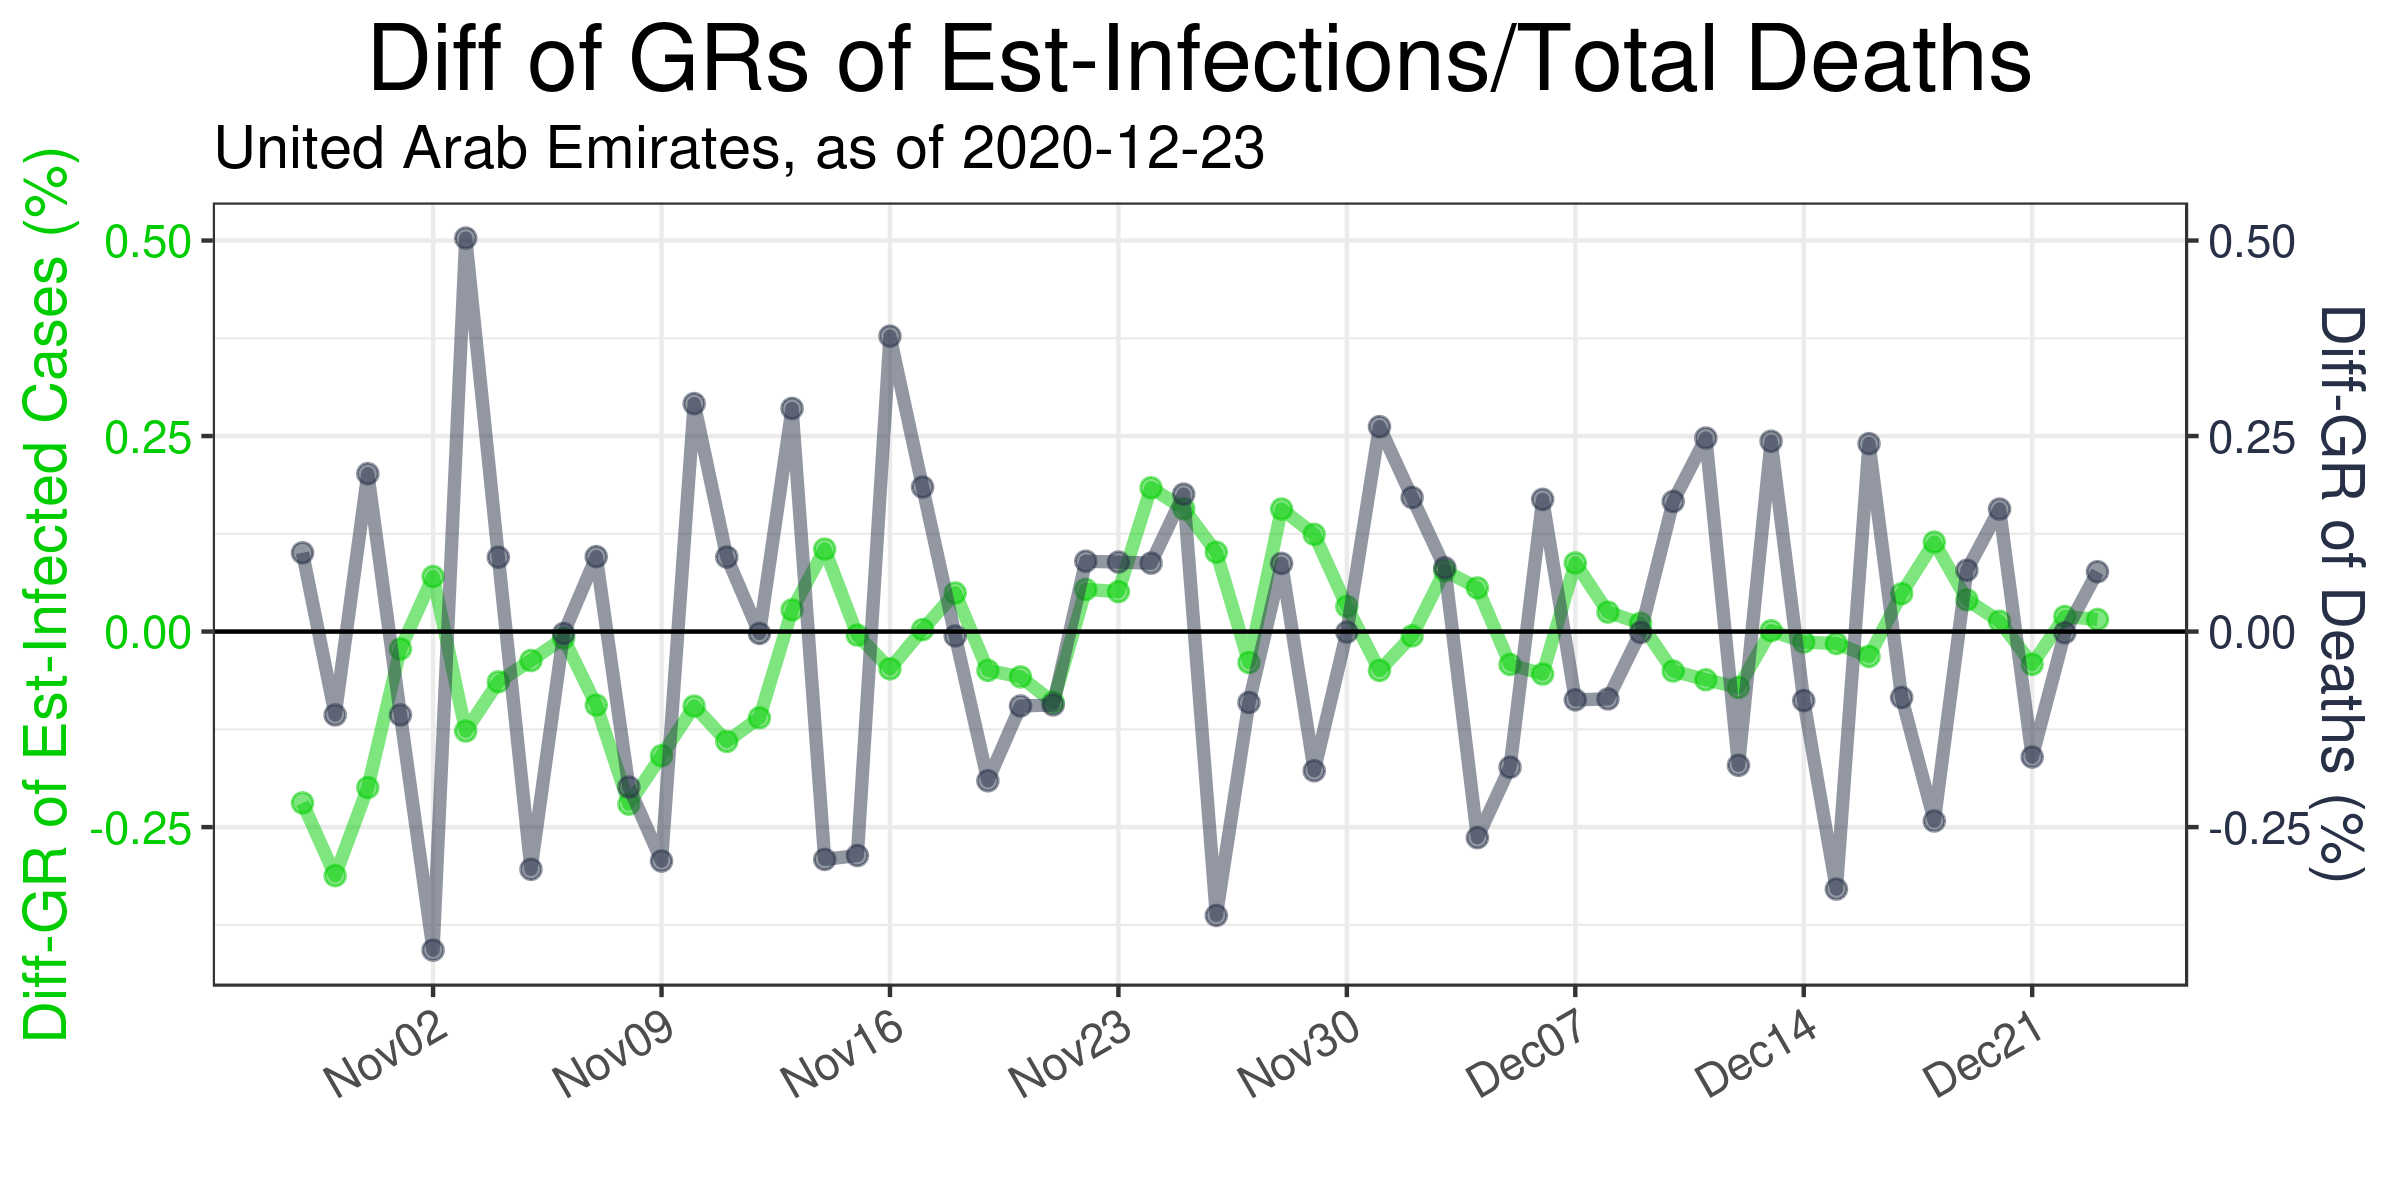 Diff of GRs of Est-Infections/Total Deaths
United Arab Emirates, as of 2020-12-23
Diff-GR of Est-Infected Cases (%)
0.50
0.25
0.00
-0.25
0.50
0.25
0.00
-0.25
Diff-GR of Deaths (%)
Nov02
Nov09
Nov16
Nov23
Nov30
Dec07
Dec14
Dec21